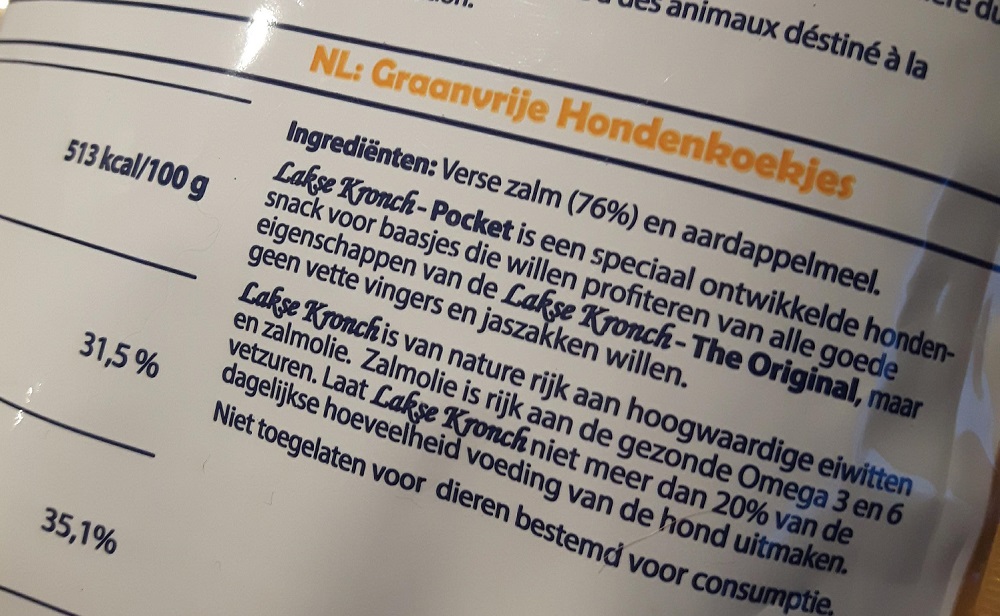 des animaux déstiné à la
NL: Graanvrije Hondenkoekjes
513 kcal/100 g
31,5 %
35,1%
Ingrediënten: Verse zalm (76%) en aardappelmeel.
Lakse Kronch - Pocket is een speciaal ontwikkelde honden-
snack voor baasjes die willen profiteren van alle goede
eigenschappen van de Lakse Kronch - The Original, maar
geen vette vingers en jaszakken willen.
Lakse Kronch is van nature rijk aan hoogwaardige eiwitten
en zalmolie. Zalmolie is rijk aan de gezonde Omega 3 en 6
vetzuren. Laat Lakse Kronch niet meer dan 20% van de
dagelijkse hoeveelheid voeding van de hond uitmaken.
Niet toegelaten voor dieren bestemd voor consumptie.